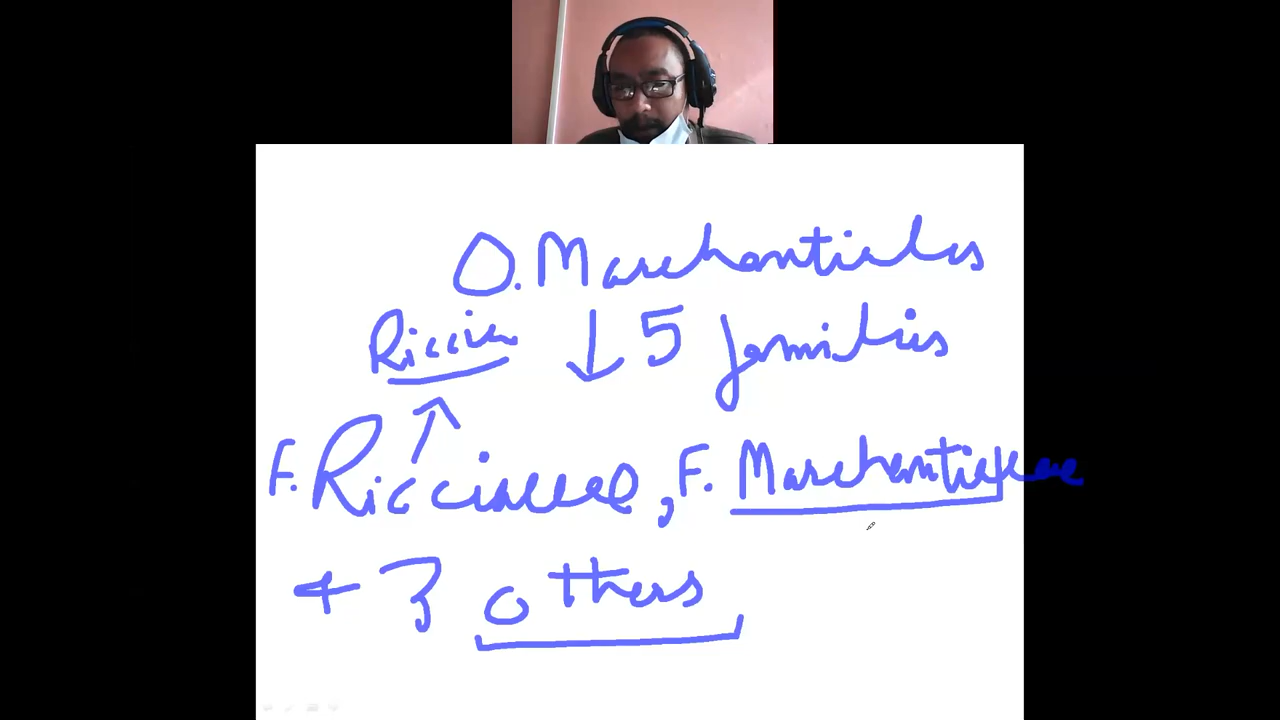 O. Marchantiales
Riccia ↓ 5 families
F. Ricciaceae, F. Marchantiaceae
+ 3 others